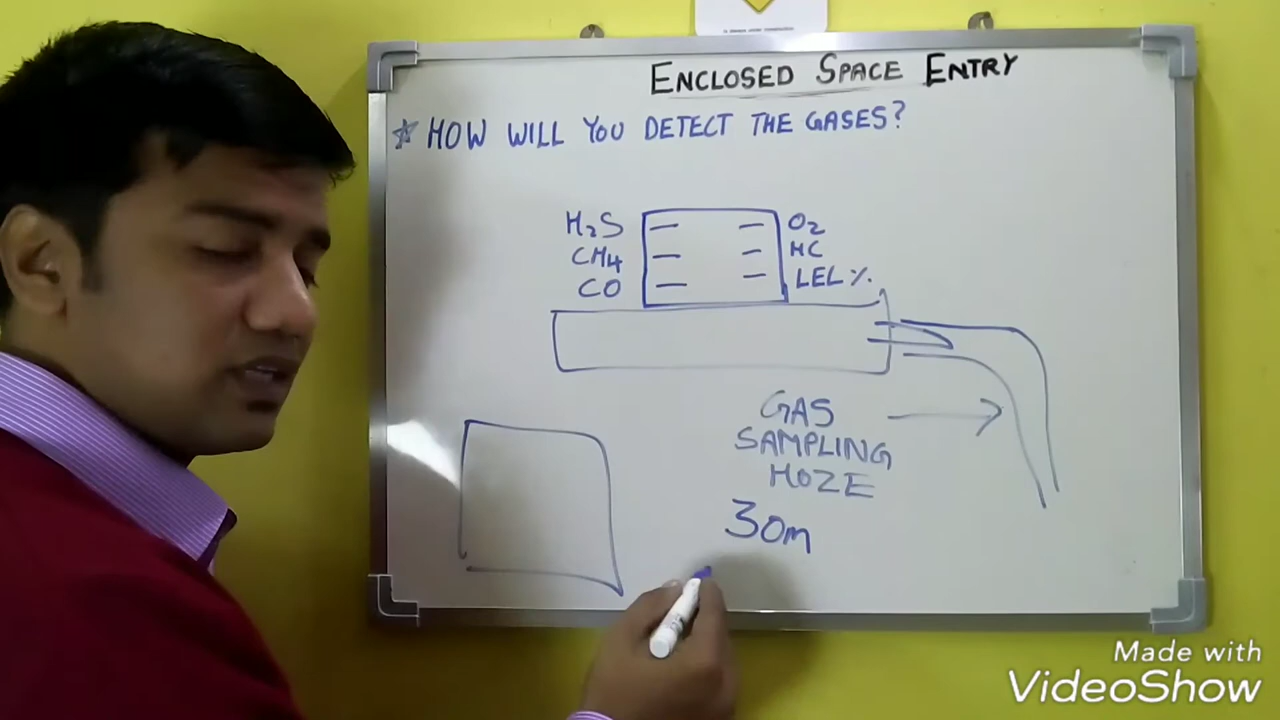 ENCLOSED SPACE ENTRY
☆ HOW WILL YOU DETECT THE GASES?
H₂S O₂
CH₄ HC
CO LEL %.
GAS
SAMPLING
HOZE
30m
Made with
VideoShow